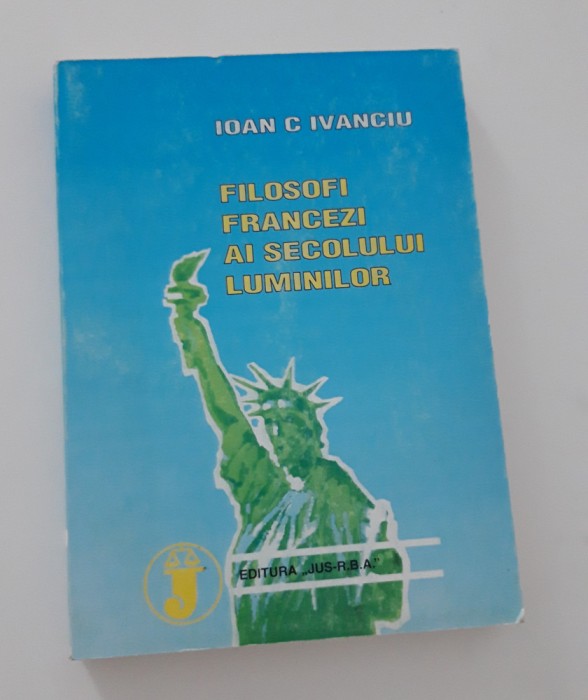 IOAN C IVANCIU
FILOSOFI
FRANCEZI
AI SECOLULUI
LUMINILOR
J
EDITURA „JUS-R.B.A."